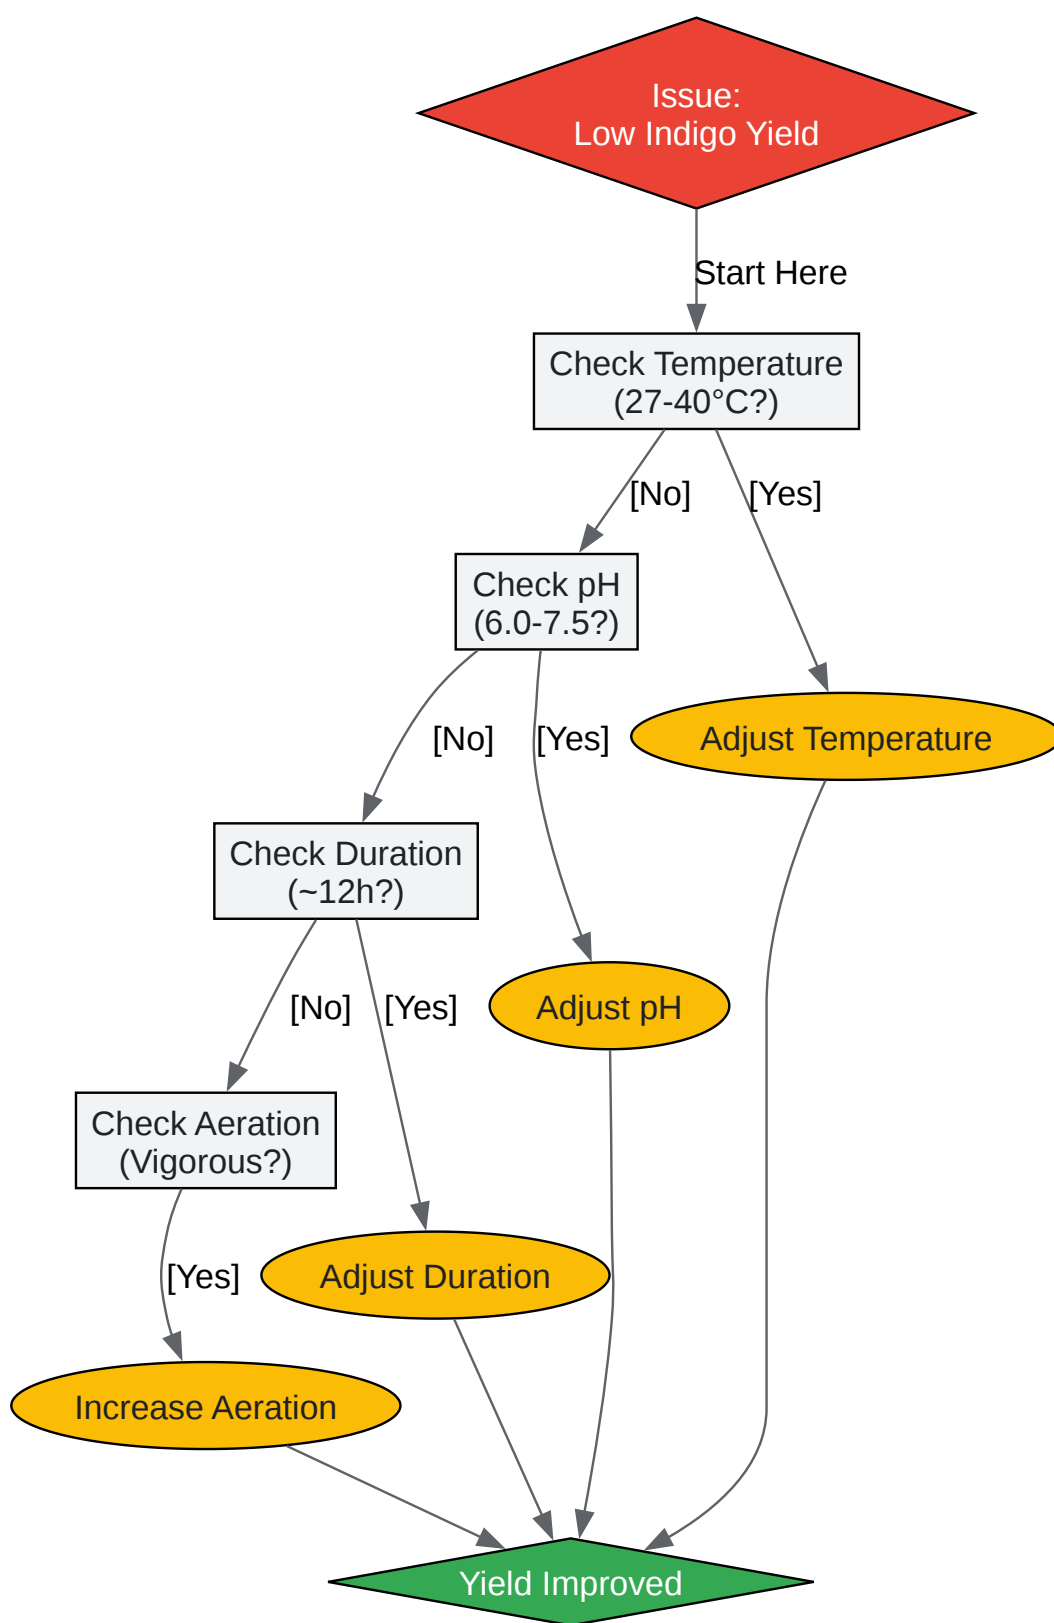 Issue:
Low Indigo Yield
Start Here
Check Temperature
(27-40°C?)
[No]
[Yes]
Check pH
(6.0-7.5?)
[No]
[Yes]
Adjust Temperature
Check Duration
(~12h?)
[No]
[Yes]
Adjust pH
Check Aeration
(Vigorous?)
[Yes]
Adjust Duration
Increase Aeration
Yield Improved